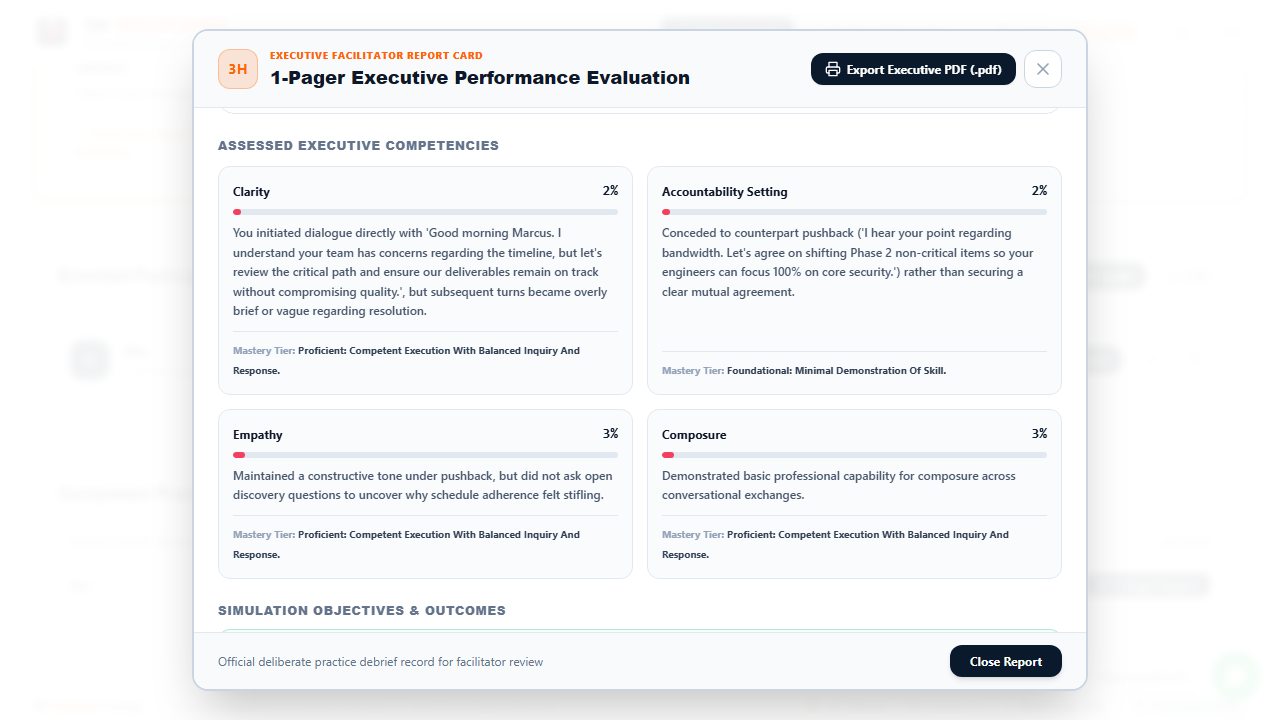 3H
EXECUTIVE FACILITATOR REPORT CARD
1-Pager Executive Performance Evaluation
Export Executive PDF (.pdf)
ASSESSED EXECUTIVE COMPETENCIES
Clarity
2%
You initiated dialogue directly with 'Good morning Marcus. I
understand your team has concerns regarding the timeline, but let's
review the critical path and ensure our deliverables remain on track
without compromising quality.', but subsequent turns became overly
brief or vague regarding resolution.
Mastery Tier: Proficient: Competent Execution With Balanced Inquiry And
Response.
Accountability Setting
2%
Conceded to counterpart pushback ('I hear your point regarding
bandwidth. Let's agree on shifting Phase 2 non-critical items so your
engineers can focus 100% on core security.') rather than securing a
clear mutual agreement.
Mastery Tier: Foundational: Minimal Demonstration Of Skill.
Empathy
3%
Maintained a constructive tone under pushback, but did not ask open
discovery questions to uncover why schedule adherence felt stifling.
Mastery Tier: Proficient: Competent Execution With Balanced Inquiry And
Response.
Composure
3%
Demonstrated basic professional capability for composure across
conversational exchanges.
Mastery Tier: Proficient: Competent Execution With Balanced Inquiry And
Response.
SIMULATION OBJECTIVES & OUTCOMES
Official deliberate practice debrief record for facilitator review
Close Report